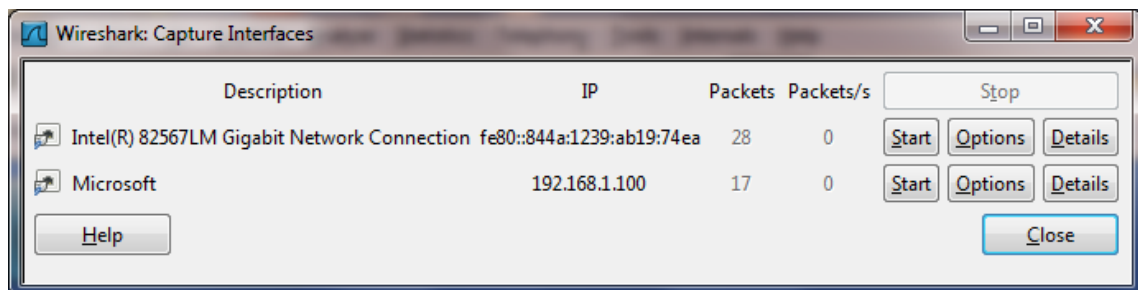 Wireshark: Capture Interfaces
Description IP Packets Packets/s Stop
Intel(R) 82567LM Gigabit Network Connection fe80::844a:1239:ab19:74ea 28 0 Start Options Details
Microsoft 192.168.1.100 17 0 Start Options Details
Help Close